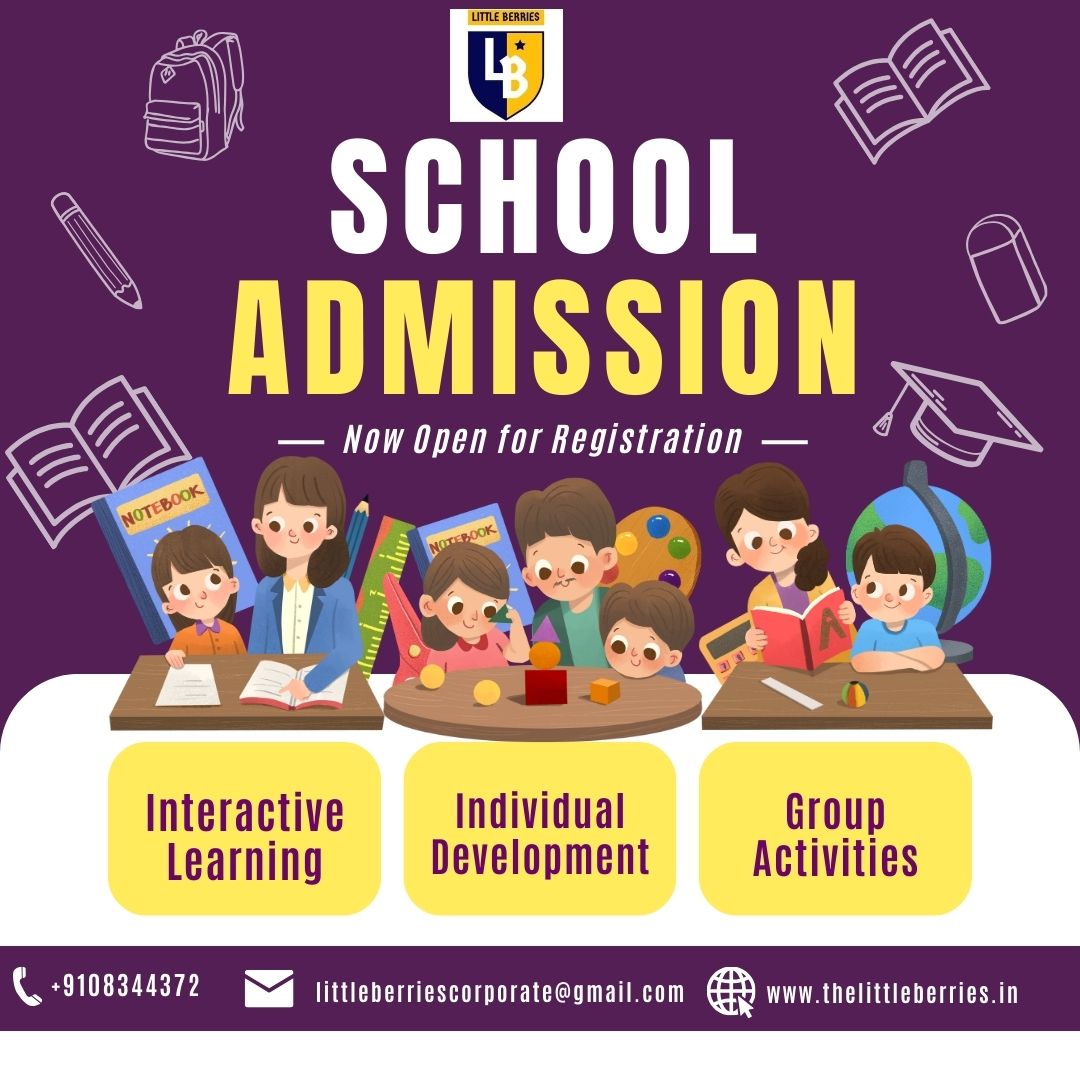 LITTLE BERRIES
LB
SCHOOL
ADMISSION
Now Open for Registration
NOTEBOOK
NOTEBOOK
A
Interactive
Learning
Individual
Development
Group
Activities
+9108344372
littleberriescorporate@gmail.com
www.thelittleberries.in